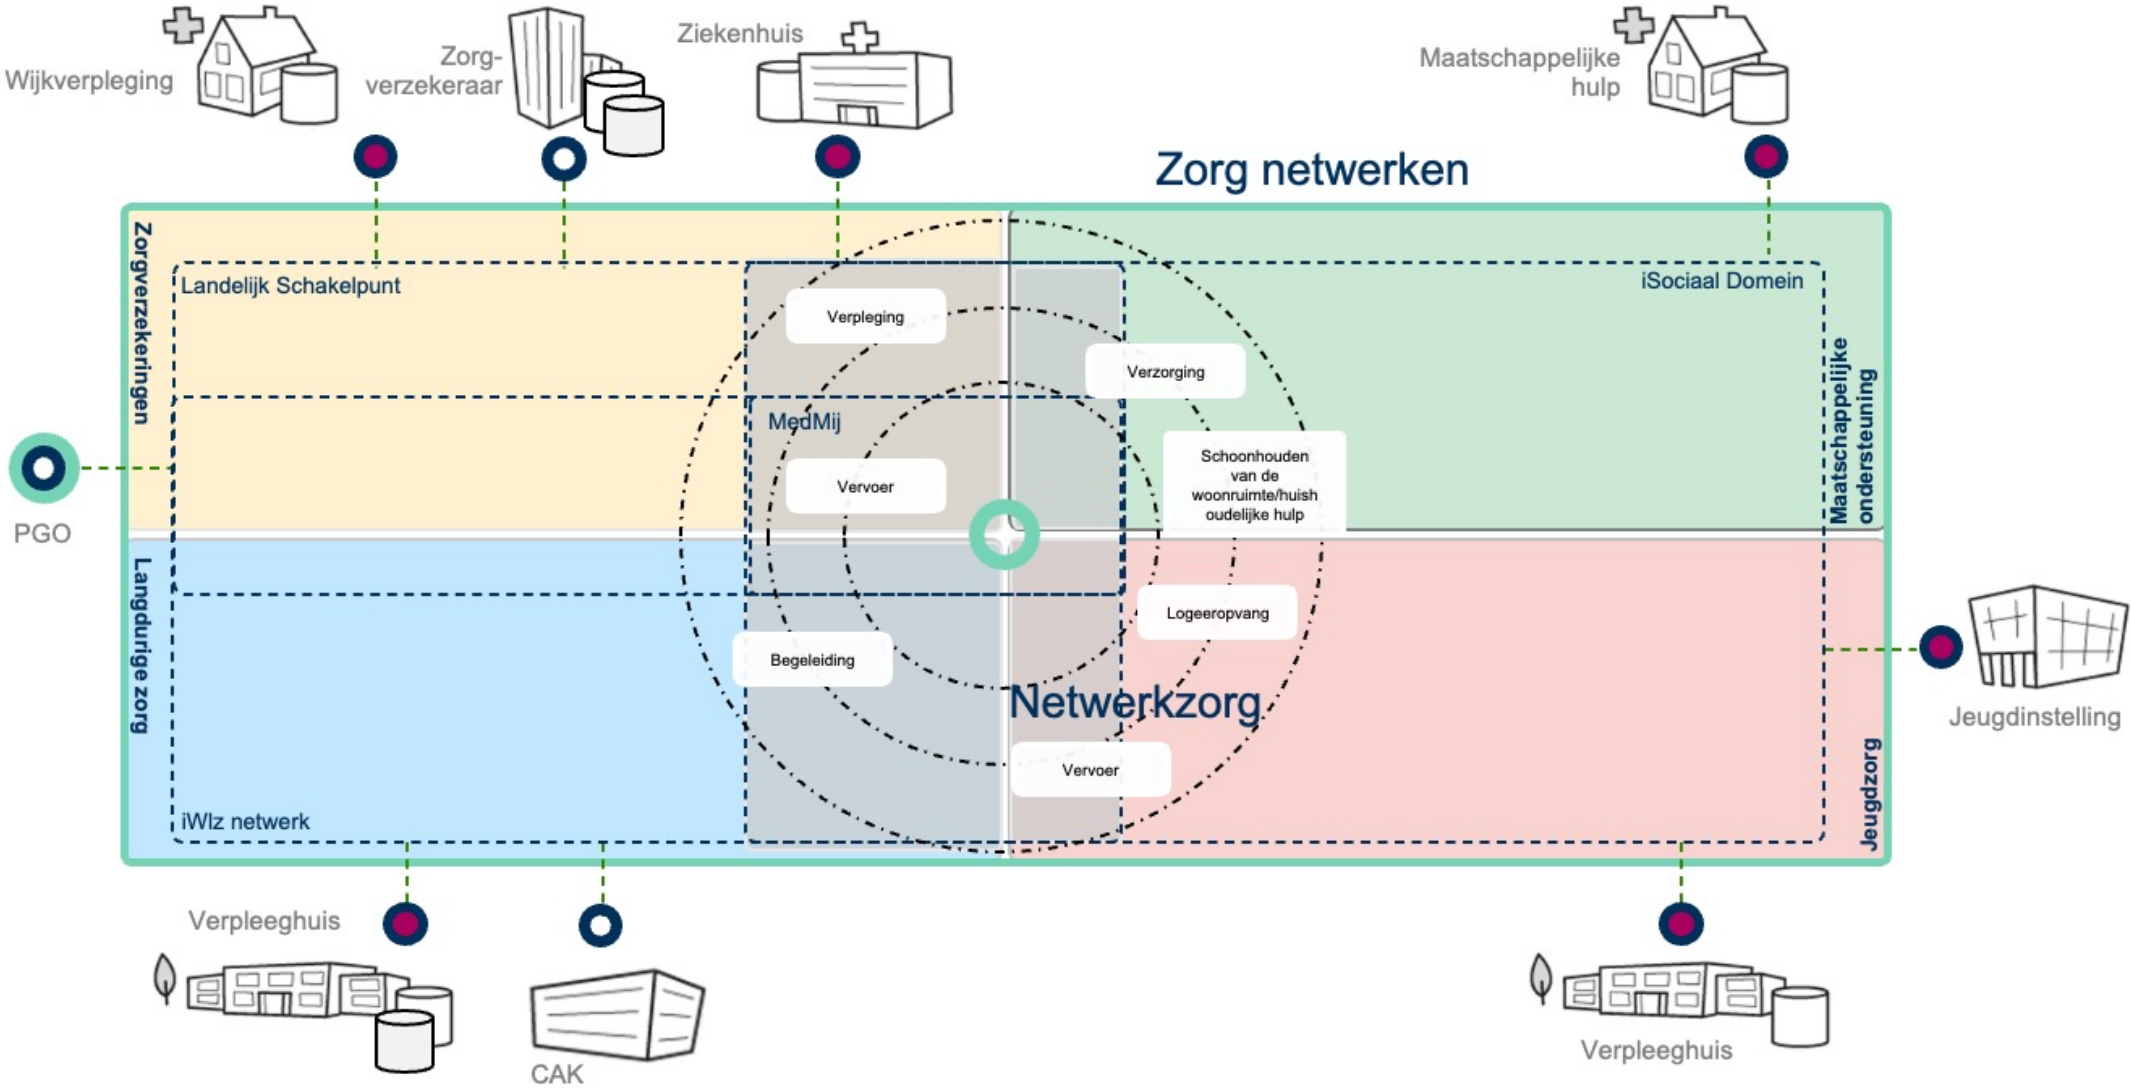 Wijkverpleging
Zorg-
verzekeraar
Ziekenhuis
Maatschappelijke
hulp
Zorg netwerken
Zorgverzekeringen
Landelijk Schakelpunt
iSociaal Domein
Verpleging
Verzorging
Maatschappelijke
ondersteuning
MedMij
Schoonhouden
van de
woonruimte/huish
oudelijke hulp
Vervoer
PGO
Langdurige zorg
Logeeropvang
Begeleiding
Netwerkzorg
Jeugdinstelling
Vervoer
Jeugdzorg
iWlz netwerk
Verpleeghuis
CAK
Verpleeghuis